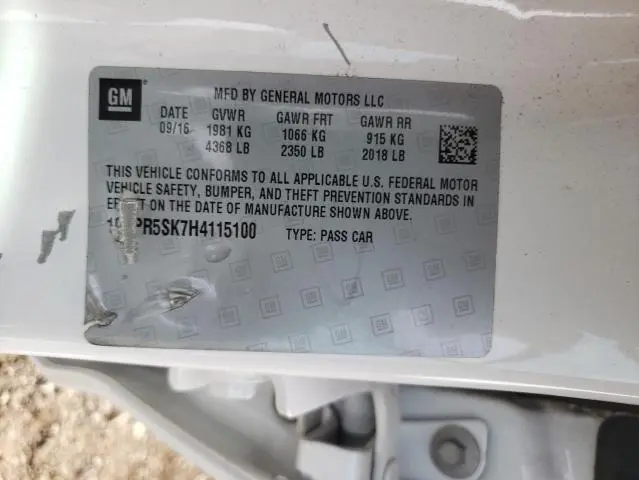 GM
MFD BY GENERAL MOTORS LLC
DATE GVWR GAWR FRT GAWR RR
09/16 1981 KG 1066 KG 915 KG
4368 LB 2350 LB 2018 LB
THIS VEHICLE CONFORMS TO ALL APPLICABLE U.S. FEDERAL MOTOR
VEHICLE SAFETY, BUMPER, AND THEFT PREVENTION STANDARDS IN
EFFECT ON THE DATE OF MANUFACTURE SHOWN ABOVE.
PR5SK7H4115100 TYPE: PASS CAR